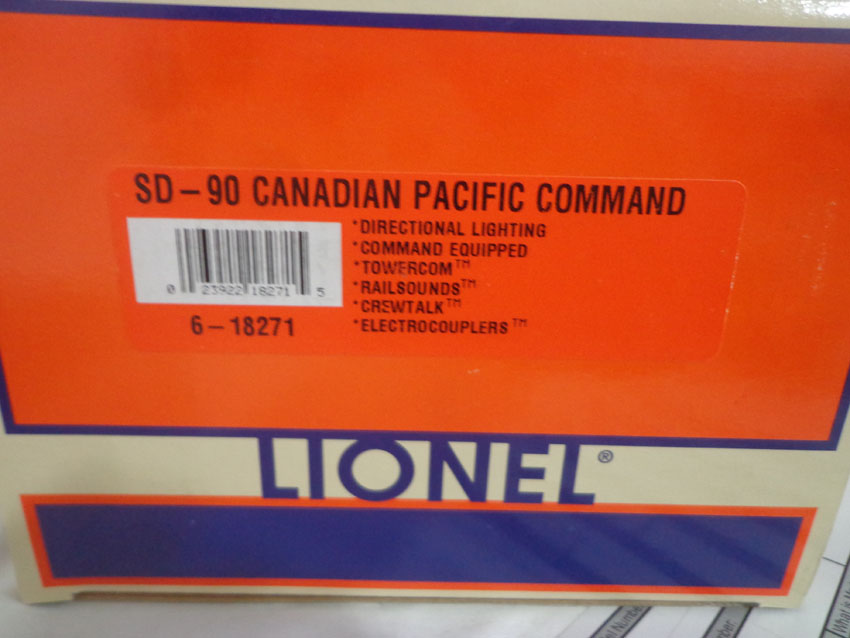 SD-90 CANADIAN PACIFIC COMMAND
*DIRECTIONAL LIGHTING
*COMMAND EQUIPPED
*TOWERCOM™
*RAILSOUNDS™
*CREWTALK™
*ELECTROCOUPLERS™
0 23922 18271 5
6-18271
LIONEL®